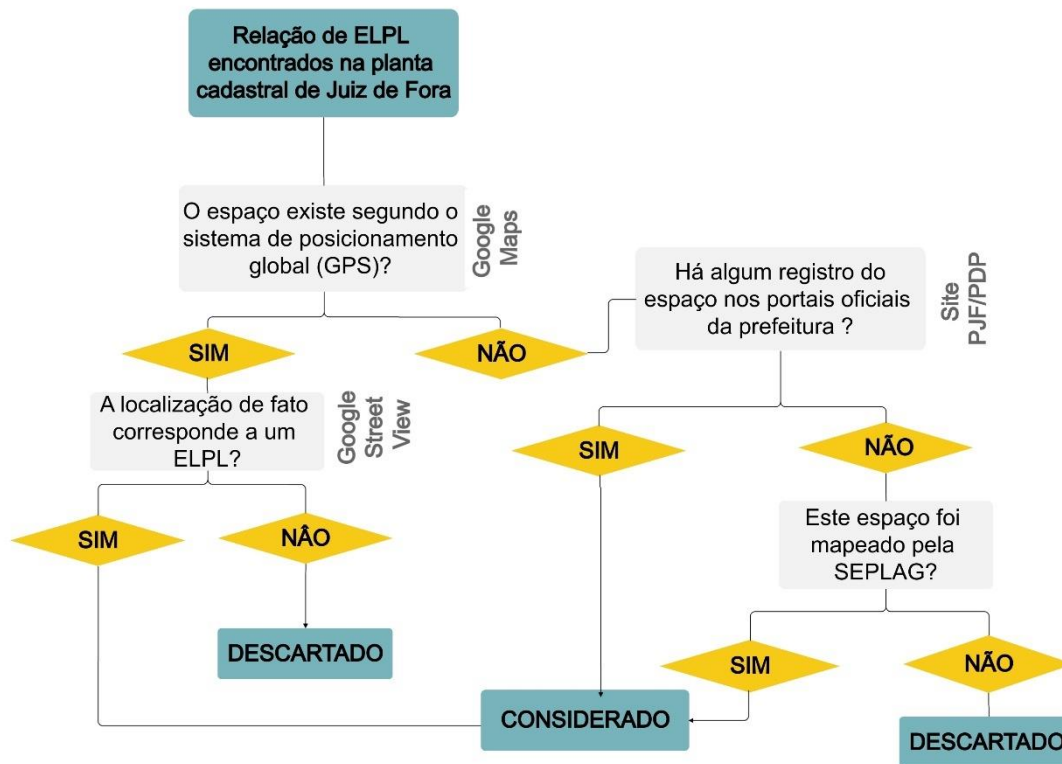 Relação de ELPL
encontrados na planta
cadastral de Juiz de Fora
O espaço existe segundo o
sistema de posicionamento
global (GPS)?
Google
Maps
Há algum registro do
espaço nos portais oficiais
da prefeitura ?
Site
PJF/PDP
SIM
NÃO
A localização de fato
corresponde a um
ELPL?
Google
Street
View
SIM
NÃO
SIM
NÂO
Este espaço foi
mapeado pela
SEPLAG?
DESCARTADO
SIM
NÃO
CONSIDERADO
DESCARTADO